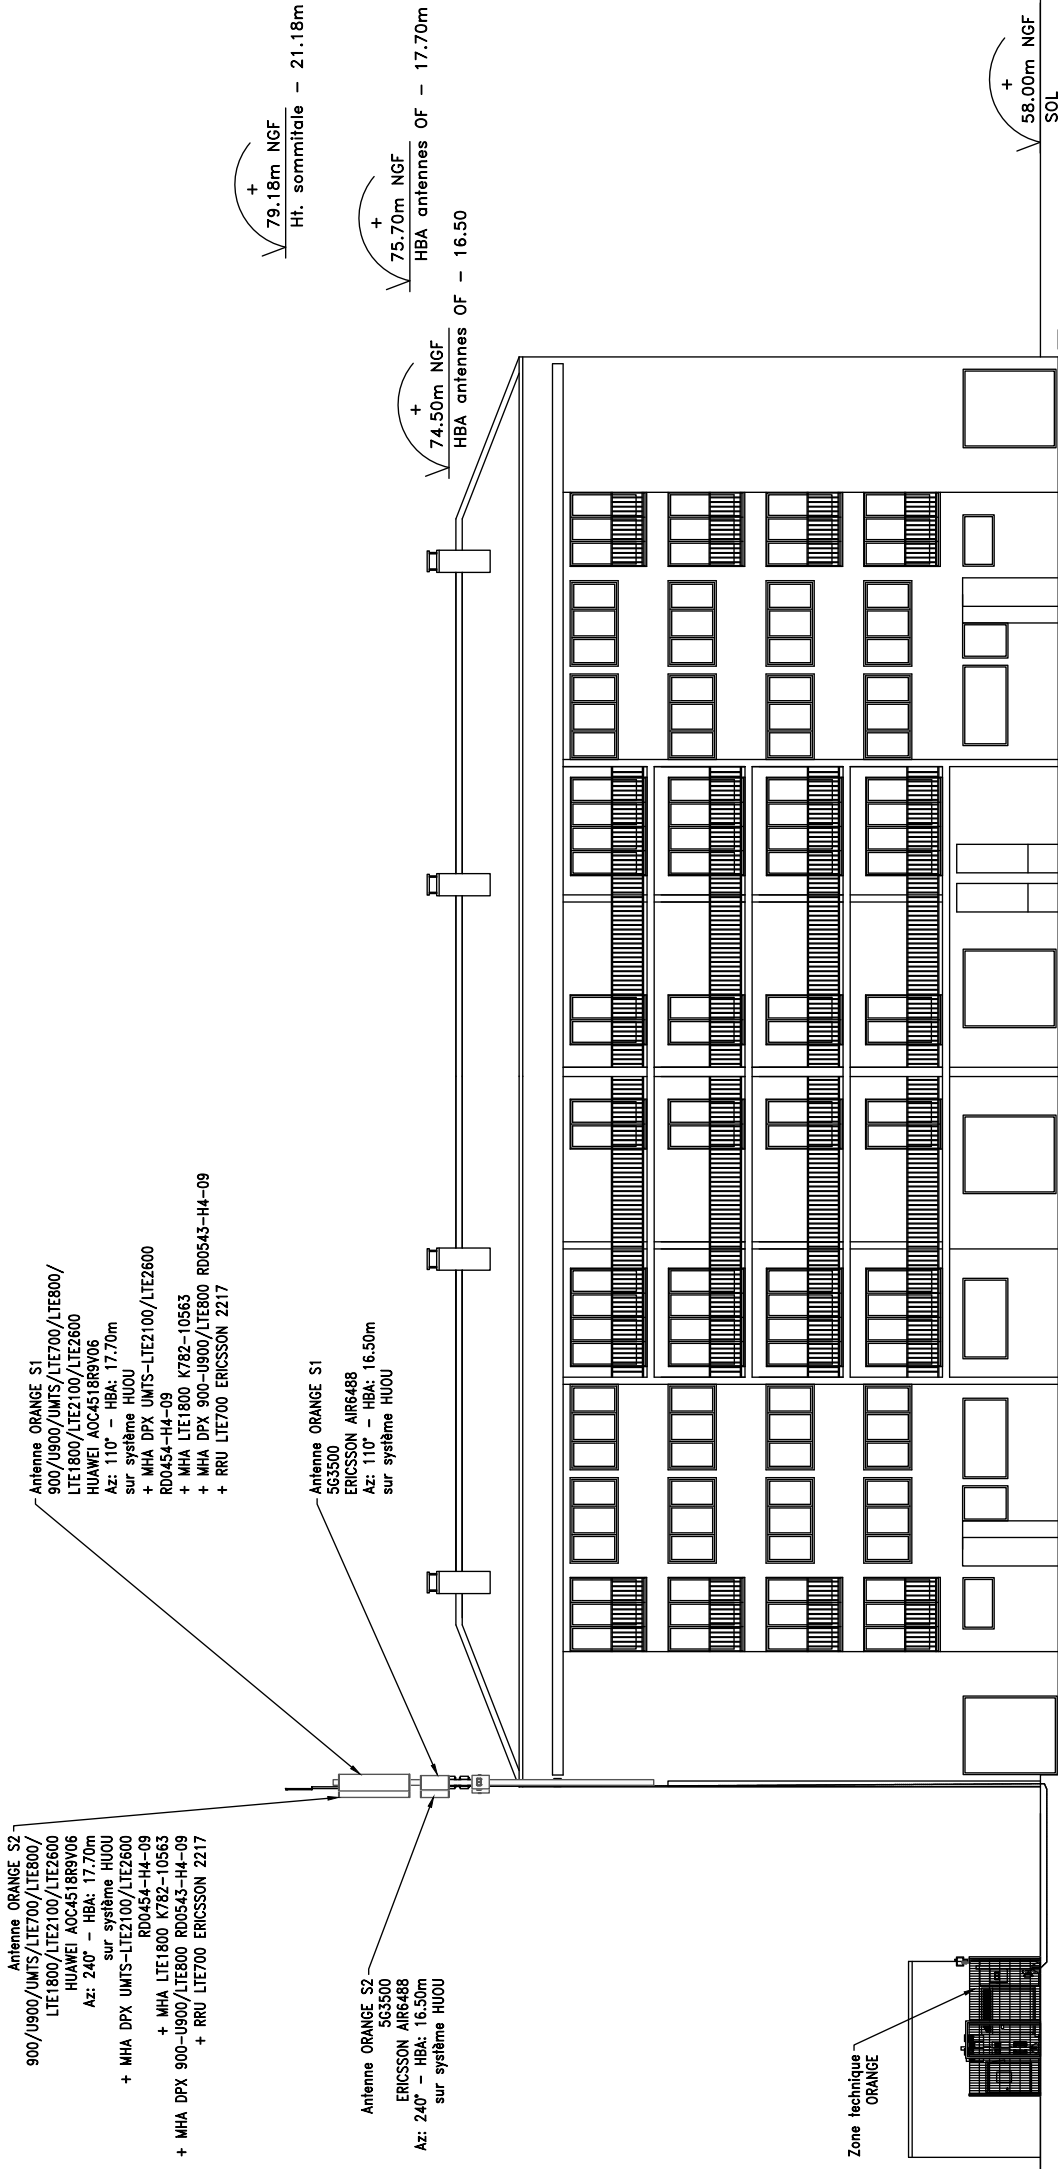 Antenne ORANGE S2
900/U900/UMTS/LTE700/LTE800/
LTE1800/LTE2100/LTE2600
HUAWEI AOC4518R9V06
Az: 240° - HBA: 17.70m
sur système HUOU
+ MHA DPX UMTS-LTE2100/LTE2600
RD0454-H4-09
+ MHA LTE1800 K782-10563
+ MHA DPX 900-U900/LTE800 RD0543-H4-09
+ RRU LTE700 ERICSSON 2217
Antenne ORANGE S1
900/U900/UMTS/LTE700/LTE800/
LTE1800/LTE2100/LTE2600
HUAWEI AOC4518R9V06
Az: 110° - HBA: 17.70m
sur système HUOU
+ MHA DPX UMTS-LTE2100/LTE2600
RD0454-H4-09
+ MHA LTE1800 K782-10563
+ MHA DPX 900-U900/LTE800 RD0543-H4-09
+ RRU LTE700 ERICSSON 2217
Antenne ORANGE S2
5G3500
ERICSSON AIR6488
Az: 240° - HBA: 16.50m
sur système HUOU
Antenne ORANGE S1
5G3500
ERICSSON AIR6488
Az: 110° - HBA: 16.50m
sur système HUOU
+
79.18m NGF
Ht. sommitale - 21.18m
+
75.70m NGF
HBA antennes OF - 17.70m
+
74.50m NGF
HBA antennes OF - 16.50
Zone technique
ORANGE
+
58.00m NGF
SOL